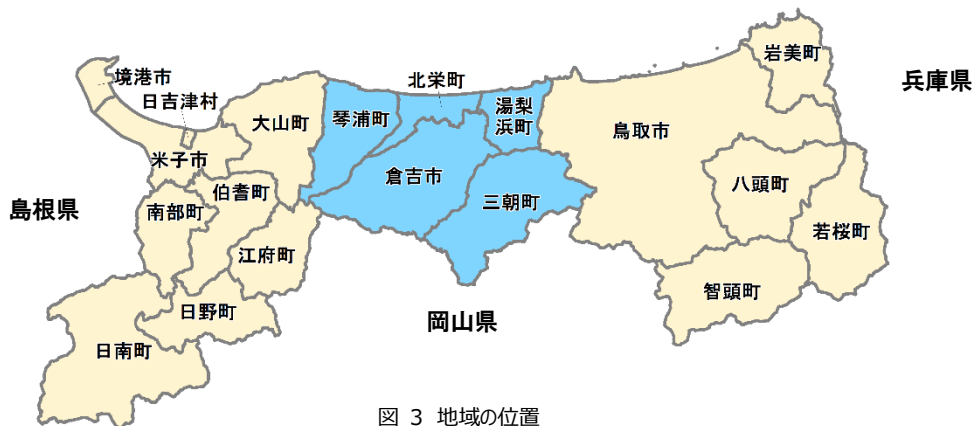 岩美町
兵庫県
境港市
北栄町
日吉津村
湯梨
浜町
琴浦町
大山町
鳥取市
米子市
倉吉市
八頭町
伯耆町
三朝町
島根県
南部町
若桜町
江府町
智頭町
日野町
岡山県
日南町
図 3 地域の位置